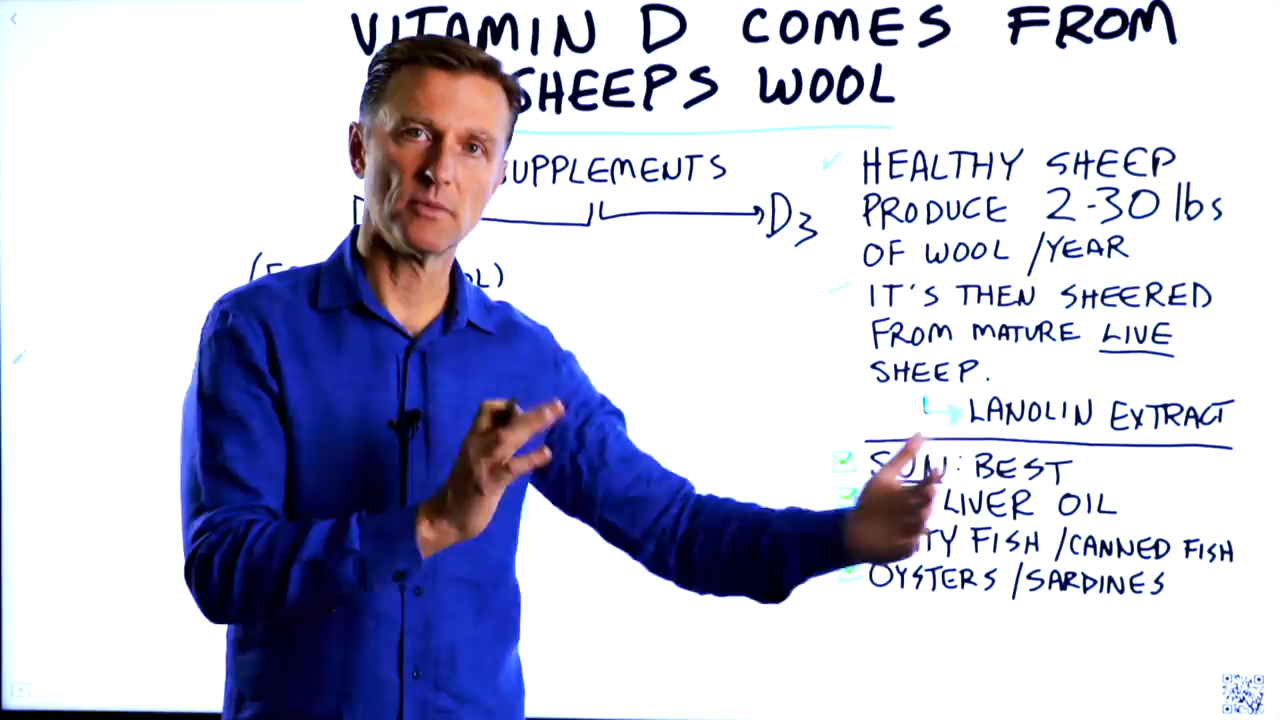 VITAMIN D COMES FROM
SHEEPS WOOL
SUPPLEMENTS
D3
HEALTHY SHEEP
PRODUCE 2-30 lbs
OF WOOL /YEAR
IT'S THEN SHEERED
FROM MATURE LIVE
SHEEP.
LANOLIN EXTRACT
SUN: BEST
LIVER OIL
FISH /CANNED FISH
OYSTERS /SARDINES